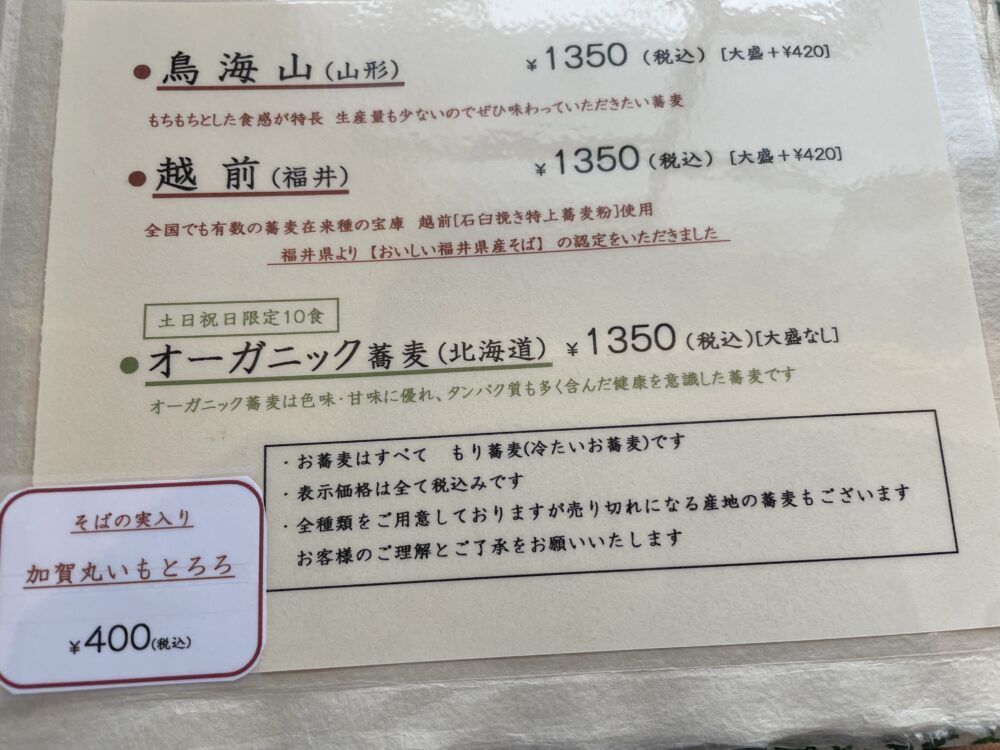 ●鳥海山(山形) ¥1350(税込) [大盛+¥420]
もちもちとした食感が特長 生産量も少ないのでぜひ味わっていただきたい蕎麦
●越前(福井) ¥1350(税込) [大盛+¥420]
全国でも有数の蕎麦在来種の宝庫 越前[石臼挽き特上蕎麦粉]使用
福井県より【おいしい福井県産そば】の認定をいただきました
土日祝日限定10食
●オーガニック蕎麦(北海道) ¥1350(税込)[大盛なし]
オーガニック蕎麦は色味・甘味に優れ、タンパク質も多く含んだ健康を意識した蕎麦です
・お蕎麦はすべて もり蕎麦(冷たいお蕎麦)です
・表示価格は全て税込みです
・全種類をご用意しておりますが売り切れになる産地の蕎麦もございます
お客様のご理解とご了承をお願いいたします
そばの実入り
加賀丸いもとろろ
¥400(税込)